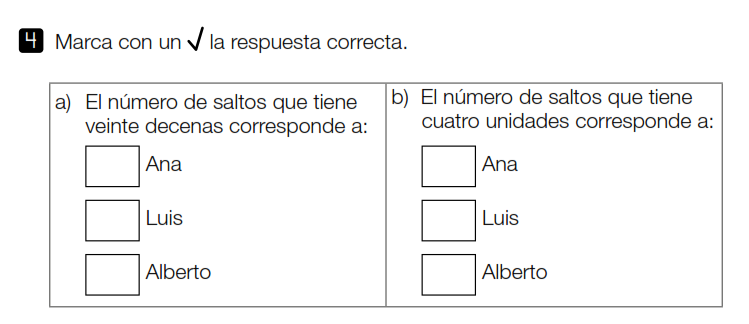 4 Marca con un √ la respuesta correcta.
a) El número de saltos que tiene
veinte decenas corresponde a:
Ana
Luis
Alberto
b) El número de saltos que tiene
cuatro unidades corresponde a:
Ana
Luis
Alberto